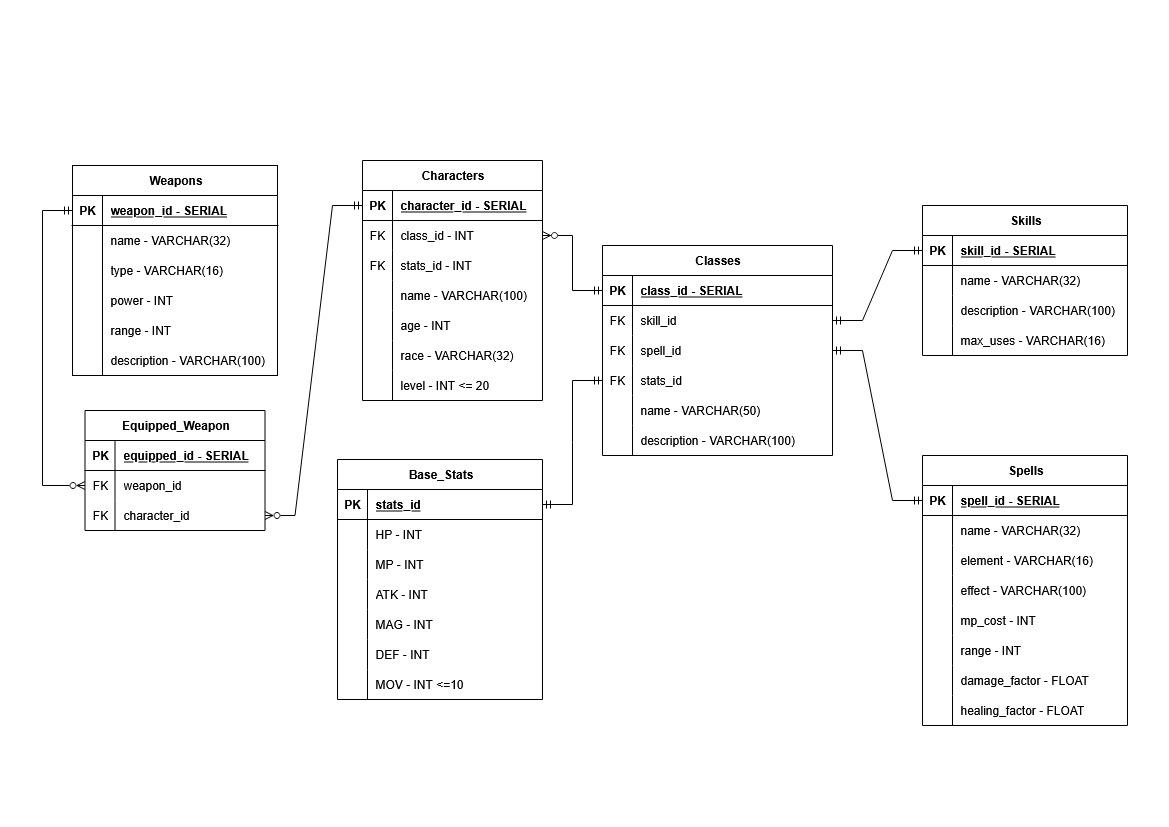 Weapons
PK weapon_id - SERIAL
name - VARCHAR(32)
type - VARCHAR(16)
power - INT
range - INT
description - VARCHAR(100)
Equipped_Weapon
PK equipped_id - SERIAL
FK weapon_id
FK character_id
Characters
PK character_id - SERIAL
FK class_id - INT
FK stats_id - INT
name - VARCHAR(100)
age - INT
race - VARCHAR(32)
level - INT <= 20
Base_Stats
PK stats_id
HP - INT
MP - INT
ATK - INT
MAG - INT
DEF - INT
MOV - INT <=10
Classes
PK class_id - SERIAL
FK skill_id
FK spell_id
FK stats_id
name - VARCHAR(50)
description - VARCHAR(100)
Skills
PK skill_id - SERIAL
name - VARCHAR(32)
description - VARCHAR(100)
max_uses - VARCHAR(16)
Spells
PK spell_id - SERIAL
name - VARCHAR(32)
element - VARCHAR(16)
effect - VARCHAR(100)
mp_cost - INT
range - INT
damage_factor - FLOAT
healing_factor - FLOAT